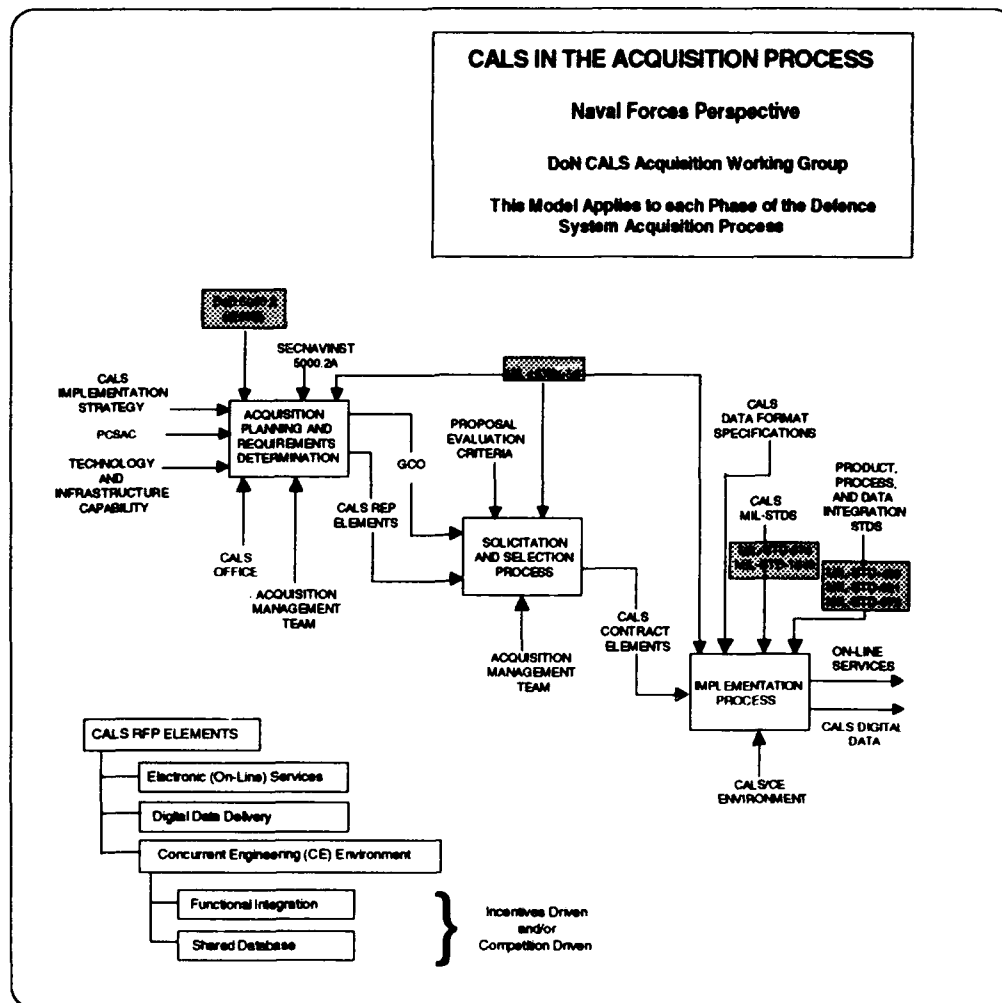 CALS IN THE ACQUISITION PROCESS
Naval Forces Perspective
DoN CALS Acquisition Working Group
This Model Applies to each Phase of the Defence
System Acquisition Process
SECNAVINST
5000.2A
CALS
IMPLEMENTATION
STRATEGY
PCSAC
TECHNOLOGY
AND
INFRASTRUCTURE
CAPABILITY
ACQUISITION
PLANNING AND
REQUIREMENTS
DETERMINATION
CALS
OFFICE
ACQUISITION
MANAGEMENT
TEAM
GCO
CALS RFP
ELEMENTS
PROPOSAL
EVALUATION
CRITERIA
SOLICITATION
AND SELECTION
PROCESS
ACQUISITION
MANAGEMENT
TEAM
CALS
CONTRACT
ELEMENTS
CALS
DATA FORMAT
SPECIFICATIONS
CALS
MIL-STDS
PRODUCT,
PROCESS,
AND DATA
INTEGRATION
STDS
IMPLEMENTATION
PROCESS
ON-LINE
SERVICES
CALS DIGITAL
DATA
CALS/CE
ENVIRONMENT
CALS RFP ELEMENTS
Electronic (On-Line) Services
Digital Data Delivery
Concurrent Engineering (CE) Environment
Functional Integration
Shared Database
Incentives Driven
and/or
Competition Driven